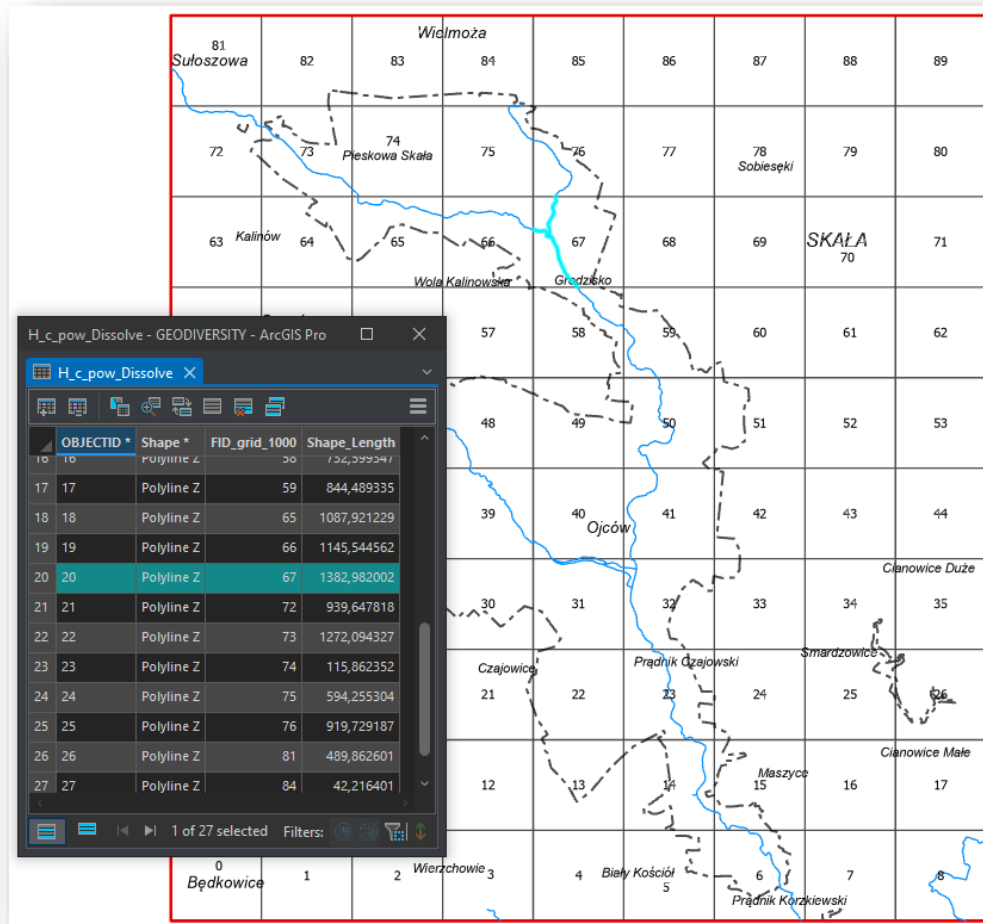 81
Sułoszowa
82
83
Wielmoża
84
85
86
87
88
89
72
73
74
Pieskowa Skała
75
76
77
78
Sobiesęki
79
80
63
Kalinów
64
65
66
Wola Kalinowska
67
Grodzisko
68
69
SKAŁA
70
71
57
58
59
60
61
62
48
49
50
51
52
53
39
40
Ojców
41
42
43
44
Cianowice Duże
30
31
32
33
34
35
Czajowice
Prądnik Czajowski
Smardzowice
21
22
23
24
25
26
Cianowice Małe
12
13
14
Maszyce
15
16
17
0
Będkowice
1
2
Wierzchowie
3
4
Biały Kościół
5
6
Prądnik Korzkiewski
7
8
H_c_pow_Dissolve - GEODIVERSITY - ArcGIS Pro
H_c_pow_Dissolve
OBJECTID * Shape * FID_grid_1000 Shape_Length
16 16 Polyline Z 58 732,599347
17 17 Polyline Z 59 844,489335
18 18 Polyline Z 65 1087,921229
19 19 Polyline Z 66 1145,544562
20 20 Polyline Z 67 1382,982002
21 21 Polyline Z 72 939,647818
22 22 Polyline Z 73 1272,094327
23 23 Polyline Z 74 115,862352
24 24 Polyline Z 75 594,255304
25 25 Polyline Z 76 919,729187
26 26 Polyline Z 81 489,862601
27 27 Polyline Z 84 42,216401
1 of 27 selected Filters: